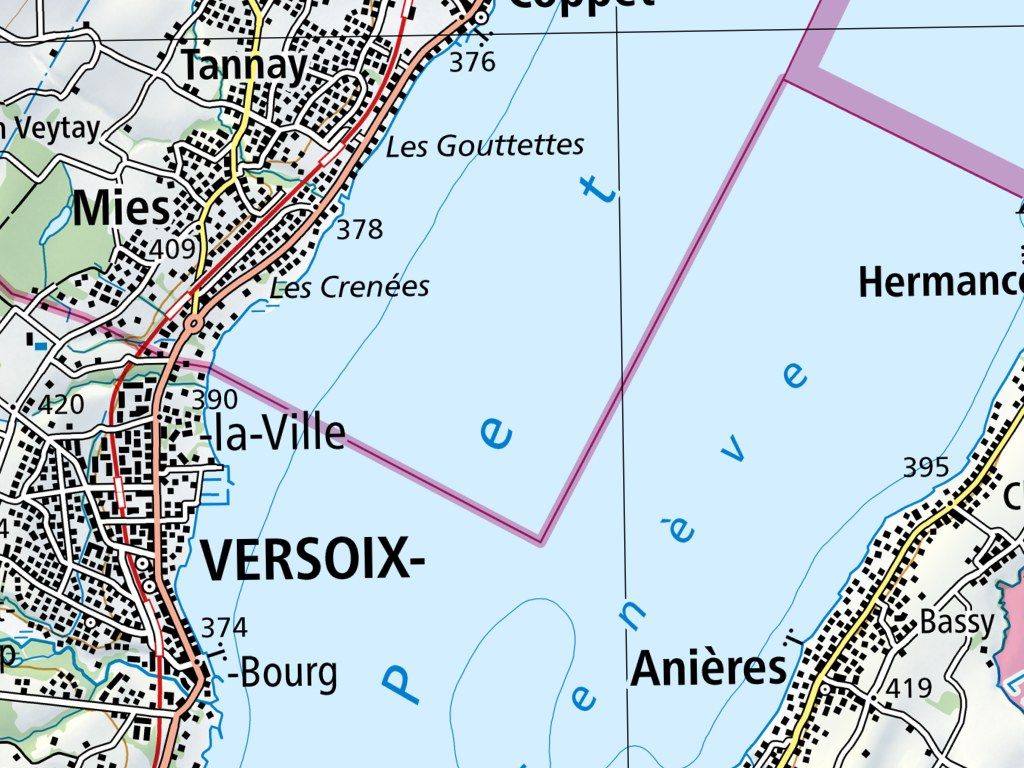 Coppet
Tannay
376
n Veytay
Les Gouttettes
t
Mies
378
409
Les Crenées
Hermance
e
390
420
-la-Ville
e
v
395
è
VERSOIX-
n
374
Bassy
-Bourg
Anières
P
e
419